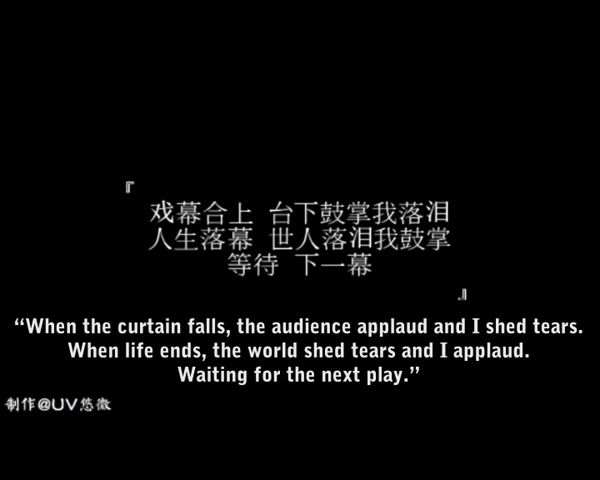 『
戏幕合上 台下鼓掌我落泪
人生落幕 世人落泪我鼓掌
等待 下一幕
』
“When the curtain falls, the audience applaud and I shed tears.
When life ends, the world shed tears and I applaud.
Waiting for the next play.”
制作@UV悠微